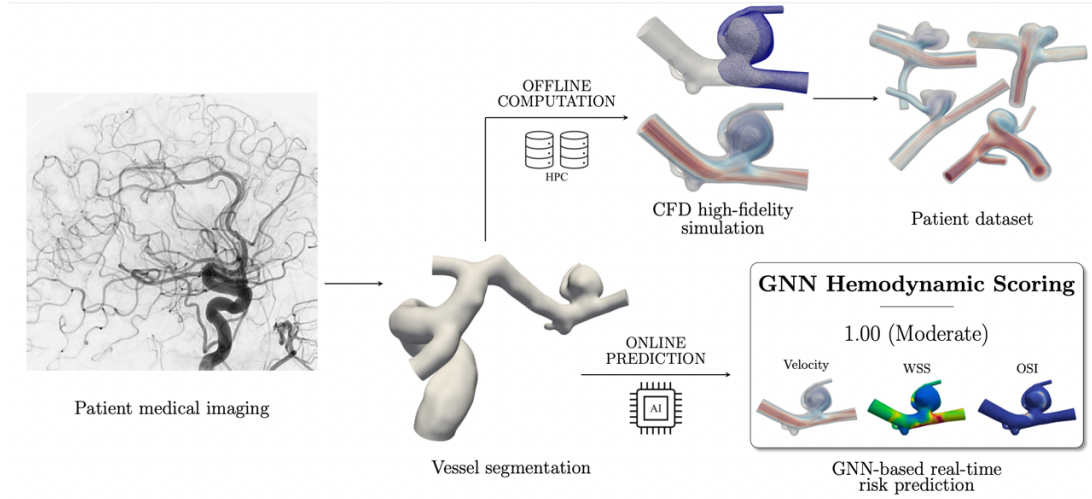 OFFLINE
COMPUTATION
HPC
CFD high-fidelity
simulation
Patient dataset
Patient medical imaging
Vessel segmentation
ONLINE
PREDICTION
AI
GNN Hemodynamic Scoring
1.00 (Moderate)
Velocity
WSS
OSI
GNN-based real-time
risk prediction